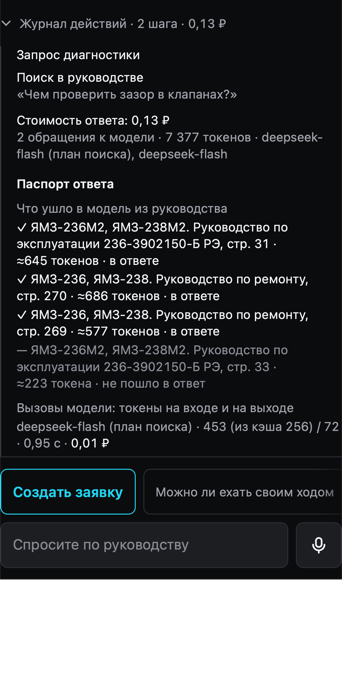 Журнал действий · 2 шага · 0,13 ₽
Запрос диагностики
Поиск в руководстве
«Чем проверить зазор в клапанах?»
Стоимость ответа: 0,13 ₽
2 обращения к модели · 7 377 токенов · deepseek-
flash (план поиска), deepseek-flash
Паспорт ответа
Что ушло в модель из руководства
✓ ЯМЗ-236М2, ЯМЗ-238М2. Руководство по
эксплуатации 236-3902150-Б РЭ, стр. 31 ·
≈645 токенов · в ответе
✓ ЯМЗ-236, ЯМЗ-238. Руководство по ремонту,
стр. 270 · ≈686 токенов · в ответе
✓ ЯМЗ-236, ЯМЗ-238. Руководство по ремонту,
стр. 269 · ≈577 токенов · в ответе
— ЯМЗ-236М2, ЯМЗ-238М2. Руководство по
эксплуатации 236-3902150-Б РЭ, стр. 33 ·
≈223 токена · не пошло в ответ
Вызовы модели: токены на входе и на выходе
deepseek-flash (план поиска) · 453 (из кэша 256) / 72
· 0,95 с · 0,01 ₽
Создать заявку
Можно ли ехать своим ходом
Спросите по руководству